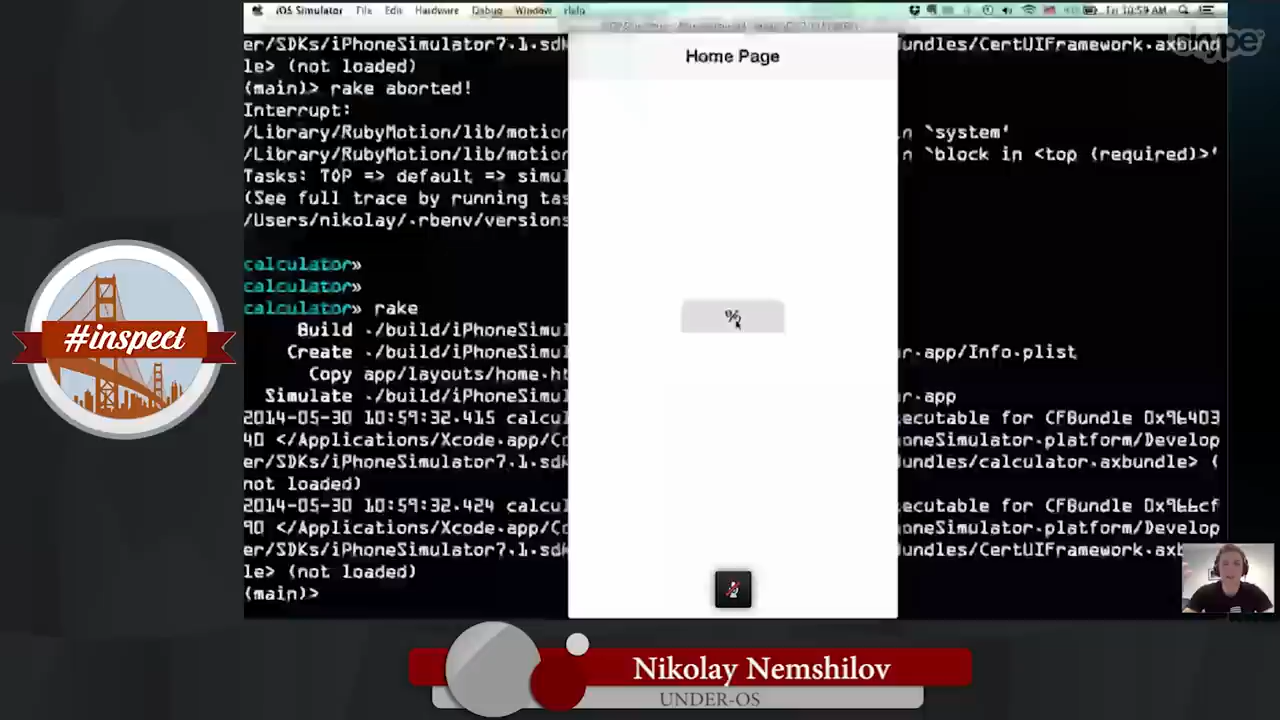 iOS Simulator File Edit Hardware Debug Window Help Fri 10:59 AM
skype
er/SDKs/iPhoneSimulator7.1.sdk undles/CertUIFramework.axbund
le> (not loaded)
(main)> rake aborted!
Interrupt:
/Library/RubyMotion/lib/motion n `system'
/Library/RubyMotion/lib/motion n `block in <top (required)>'
Tasks: TOP => default => simul
(See full trace by running tas
/Users/nikolay/.rbenv/versions
calculator»
calculator»
calculator» rake
Build ./build/iPhoneSimul
Create ./build/iPhoneSimul r.app/Info.plist
Copy app/layouts/home.ht
Simulate ./build/iPhoneSimul r.app
2014-05-30 10:59:32.415 calcu ecutable for CFBundle 0x96403
40 </Applications/Xcode.app/Co oneSimulator.platform/Develop
er/SDKs/iPhoneSimulator7.1.sdk undles/calculator.axbundle> (
not loaded)
2014-05-30 10:59:32.424 calcu ecutable for CFBundle 0x966cf
90 </Applications/Xcode.app/Co oneSimulator.platform/Develop
er/SDKs/iPhoneSimulator7.1.sdk undles/CertUIFramework.axb
le> (not loaded)
(main)>
Home Page
%
#inspect
Nikolay Nemshilov
UNDER-OS